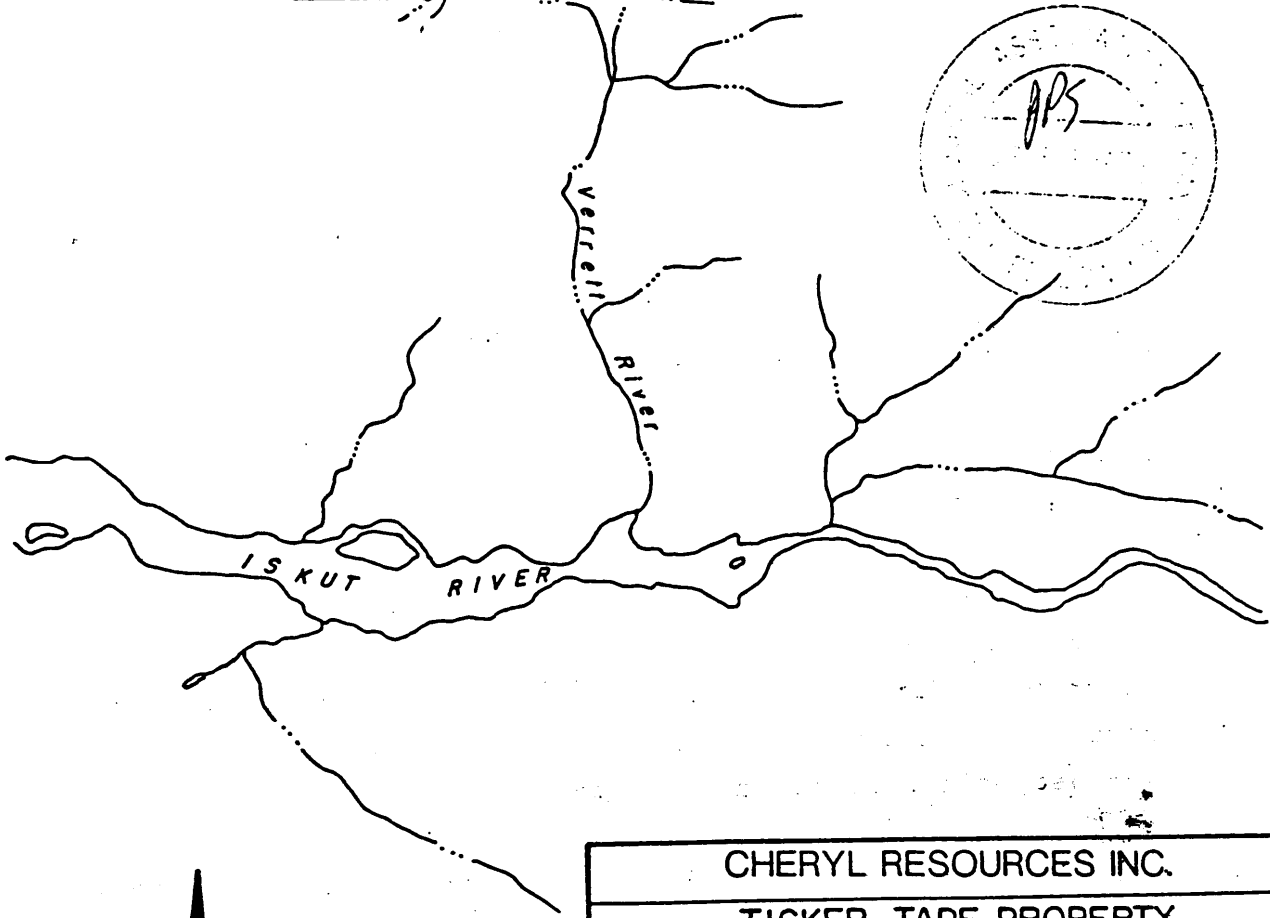 Verrell
River
ISKUT RIVER
CHERYL RESOURCES INC.
TICKER TAPE PROPERTY